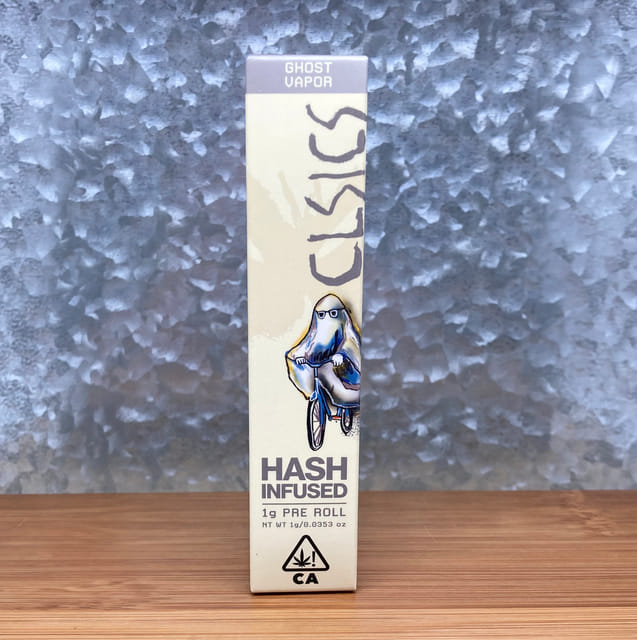 GHOST
VAPOR
CLSICS
HASH
INFUSED
1g PRE ROLL
NT WT 1g/0.0353 oz
!
CA